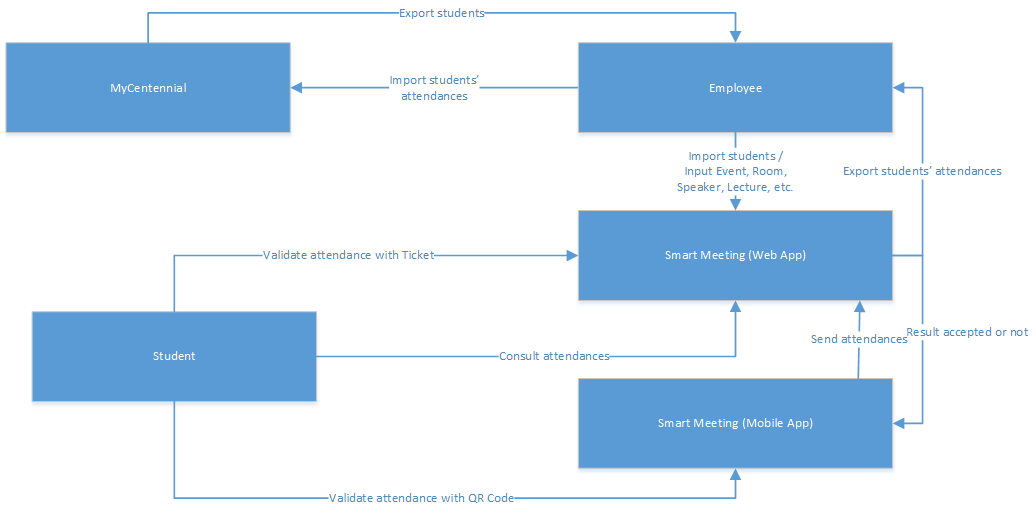 Export students
MyCentennial
Import students'
attendances
Employee
Import students /
Input Event, Room,
Speaker, Lecture, etc.
Export students' attendances
Validate attendance with Ticket
Smart Meeting (Web App)
Student
Consult attendances
Send attendances
Result accepted or not
Smart Meeting (Mobile App)
Validate attendance with QR Code